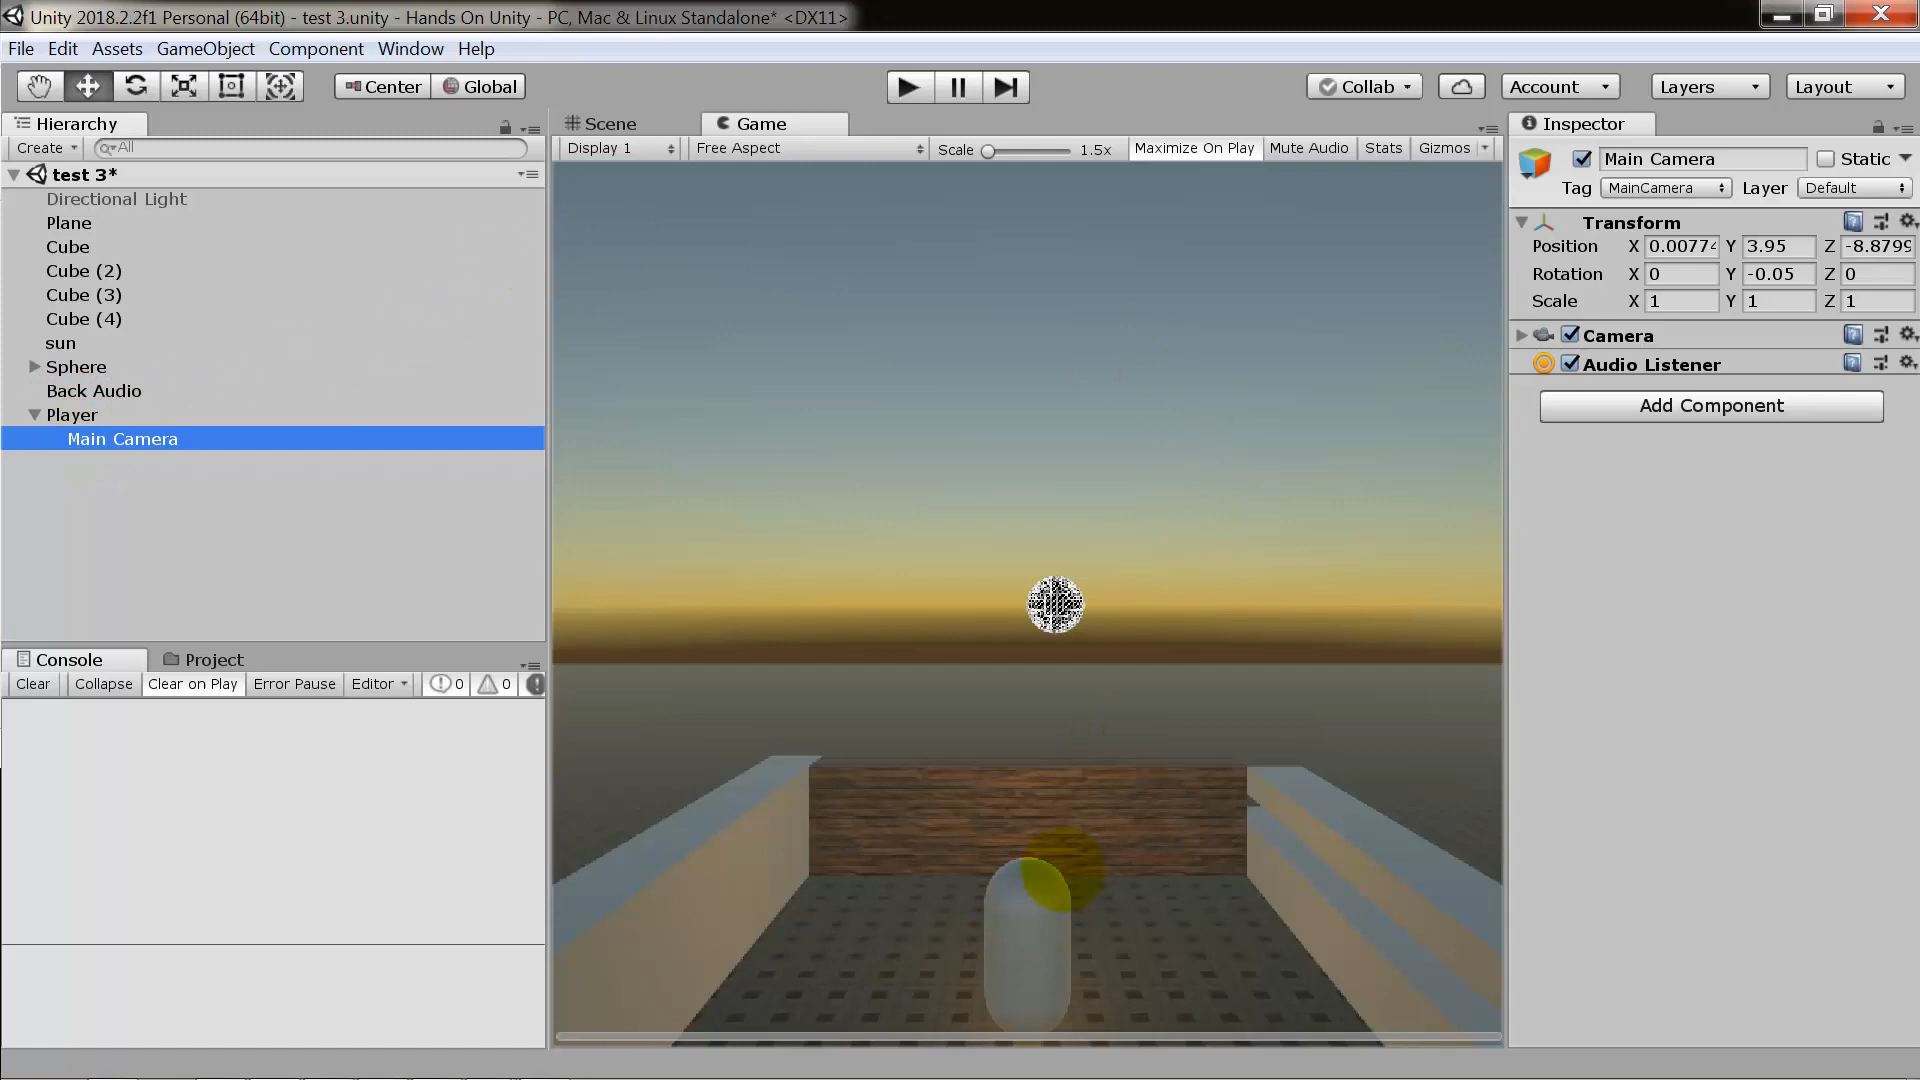 Unity 2018.2.2f1 Personal (64bit) - test 3.unity - Hands On Unity - PC, Mac & Linux Standalone* <DX11>
File Edit Assets GameObject Component Window Help
Center Global Collab Account Layers Layout
Hierarchy Scene Game Inspector
Create All Display 1 Free Aspect Scale 1.5x Maximize On Play Mute Audio Stats Gizmos
Main Camera Static
Tag MainCamera Layer Default
test 3*
Directional Light
Plane
Cube
Cube (2)
Cube (3)
Cube (4)
sun
Sphere
Back Audio
Player
Main Camera
Transform
Position X 0.00774 Y 3.95 Z -8.8799
Rotation X 0 Y -0.05 Z 0
Scale X 1 Y 1 Z 1
Camera
Audio Listener
Add Component
Console Project
Clear Collapse Clear on Play Error Pause Editor 0 0